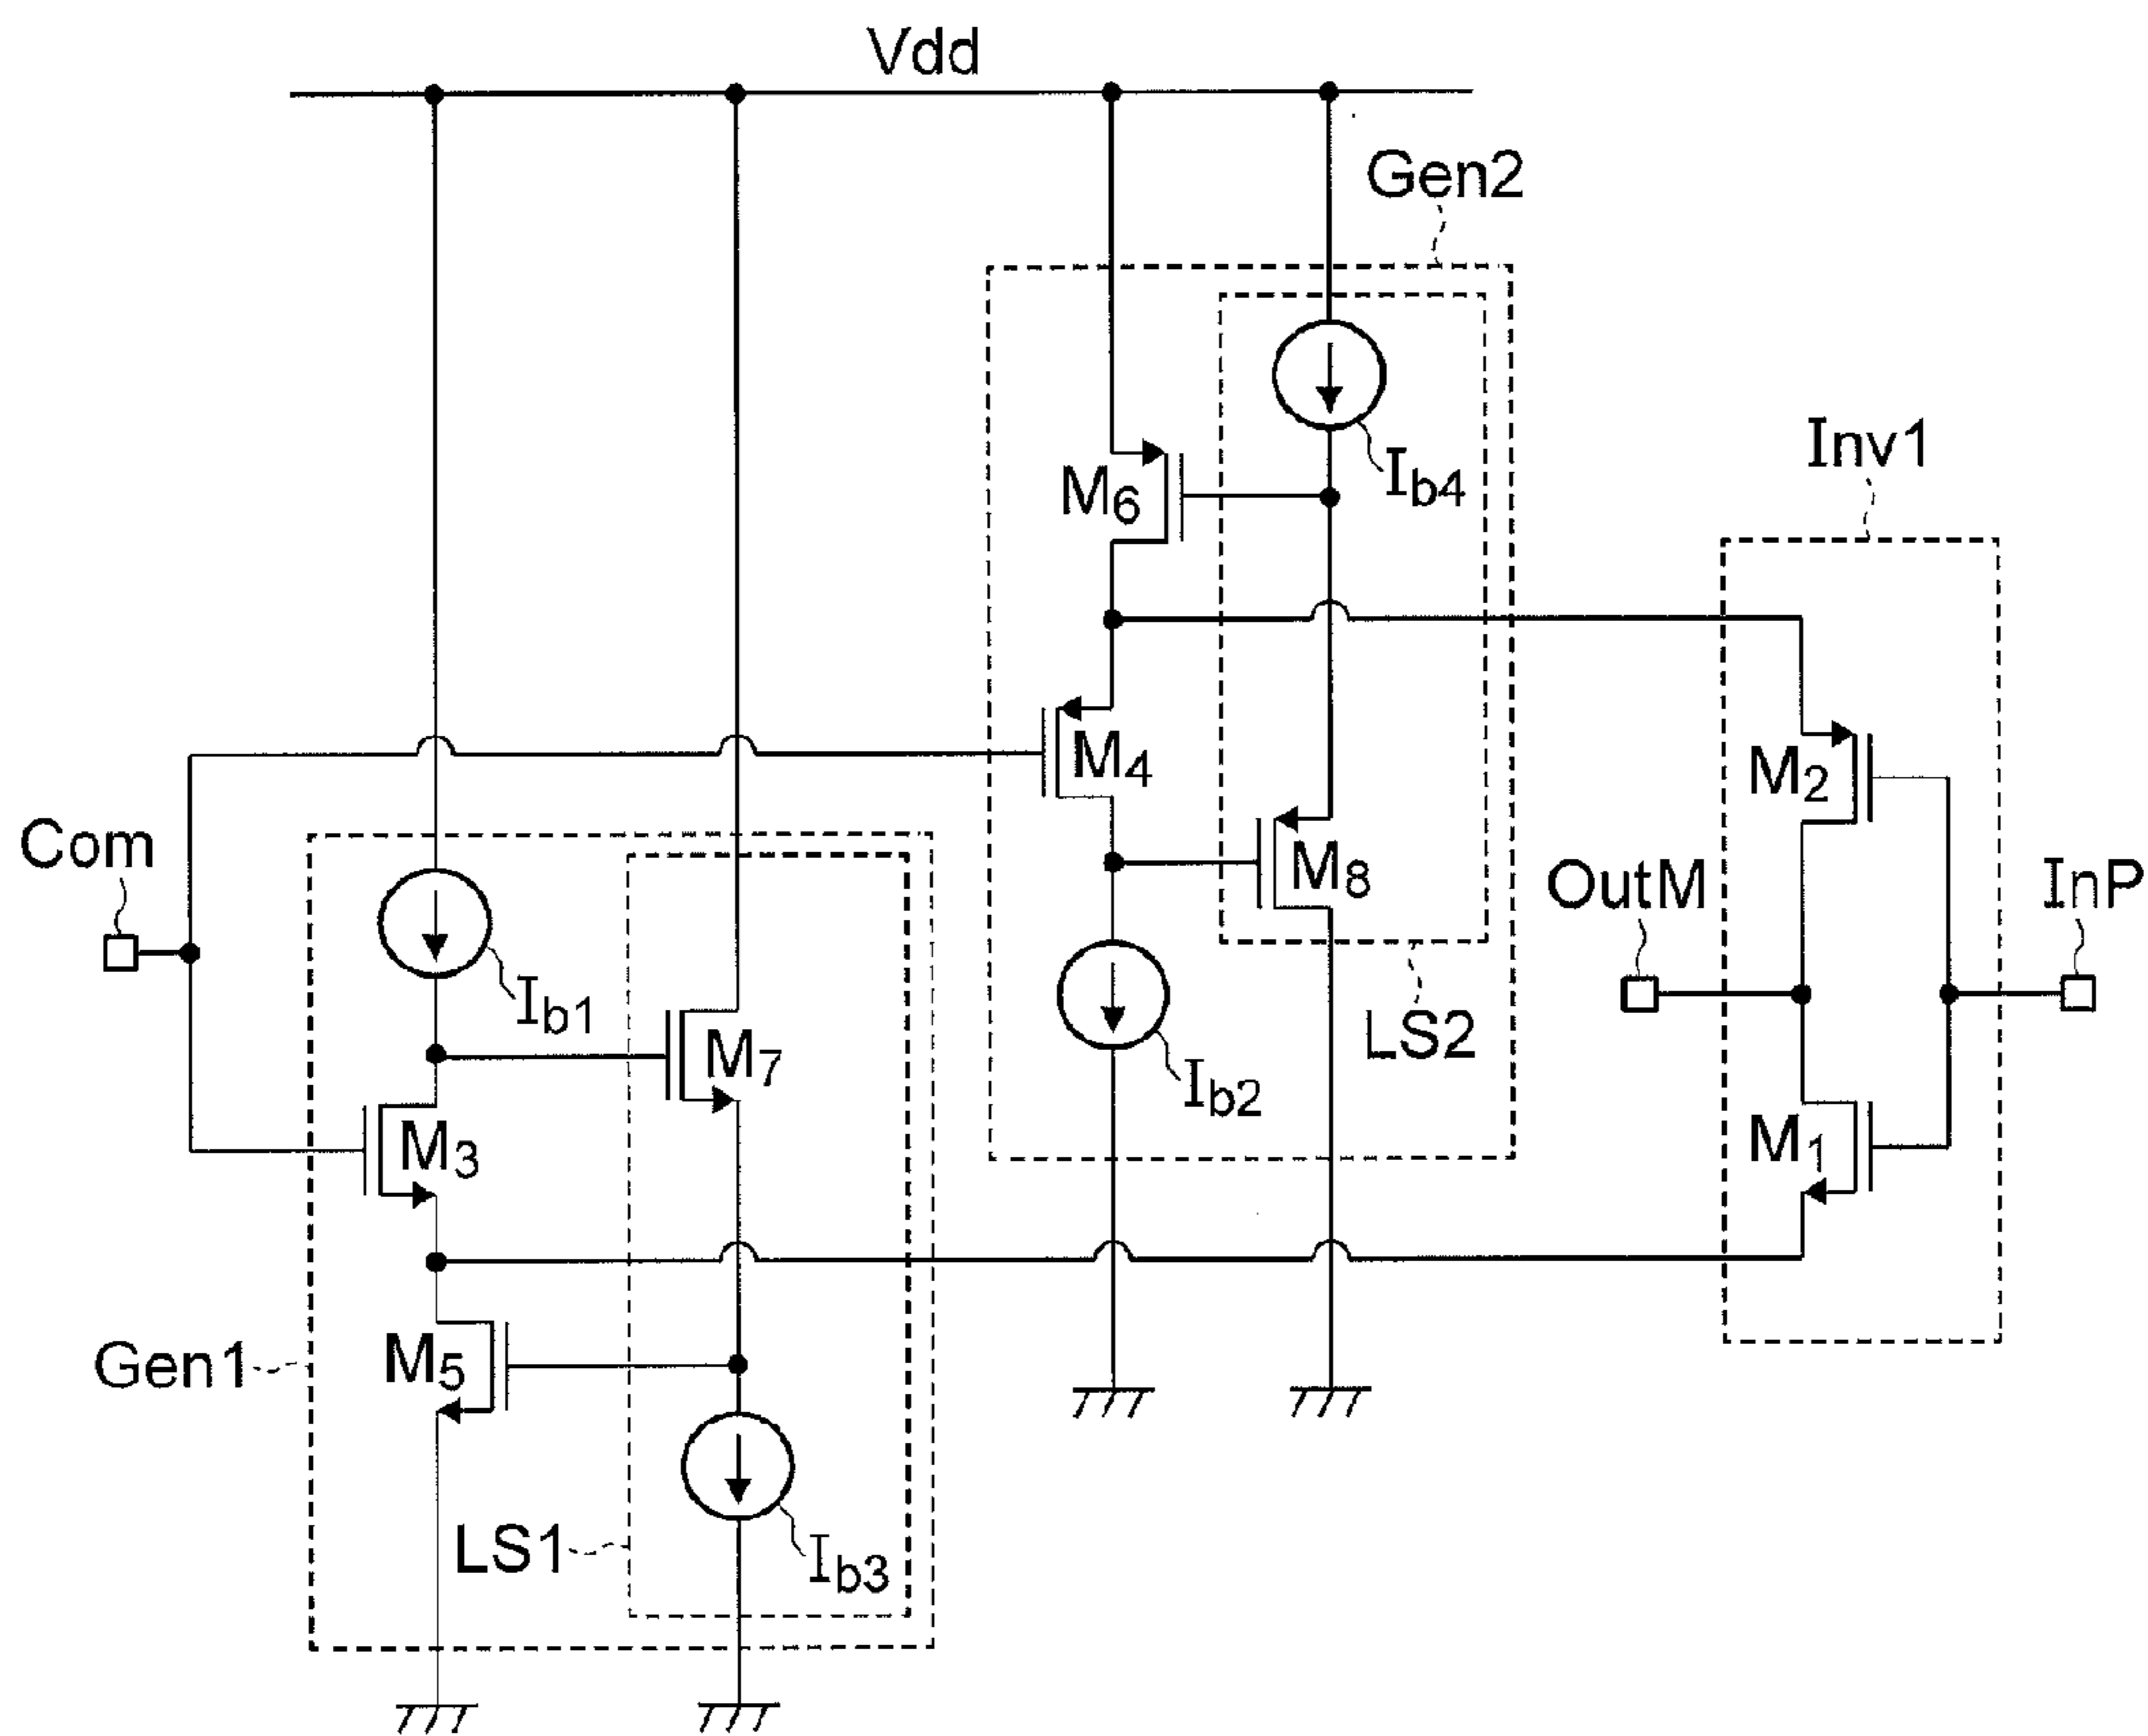 Vdd
Gen2
Inv1
M6
Ib4
M4
M2
Com
M8
OutM
InP
Ib1
LS2
M7
Ib2
M3
M1
Gen1
M5
LS1
Ib3